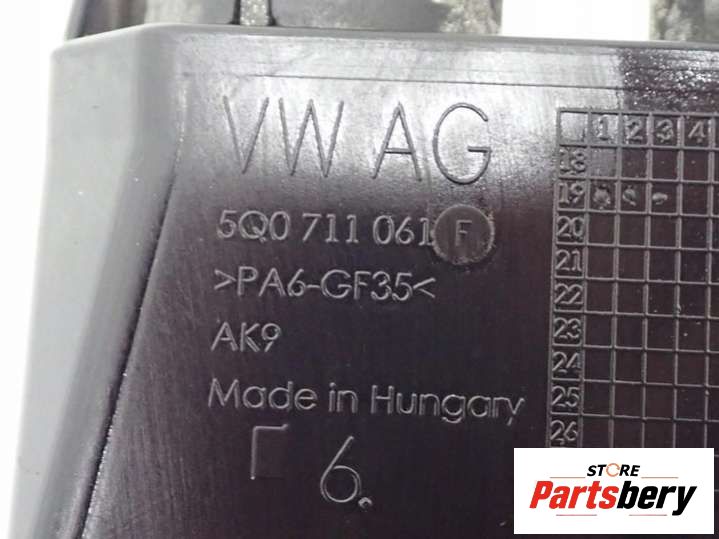 VW AG
5Q0 711 061 F
>PA6-GF35<
AK9
Made in Hungary
6.
1 2 3 4
18
19
20
21
22
23
24
25
26
STORE
Partsbery